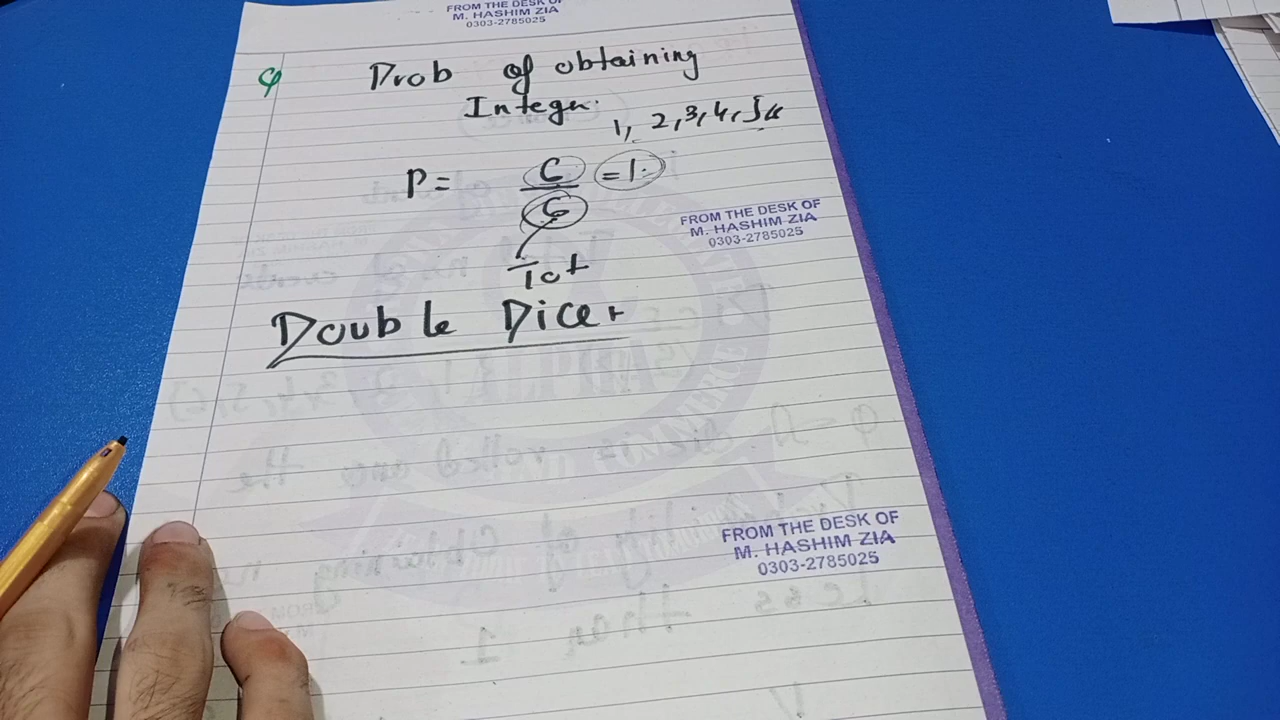 FROM THE DESK OF
M. HASHIM ZIA
0303-2785025
Q Prob of obtaining
Integer.
1, 2, 3, 4, 5, 6
P = 6/6 = 1.
FROM THE DESK OF
M. HASHIM ZIA
0303-2785025
Tot
Double Dice
FROM THE DESK OF
M. HASHIM ZIA
0303-2785025